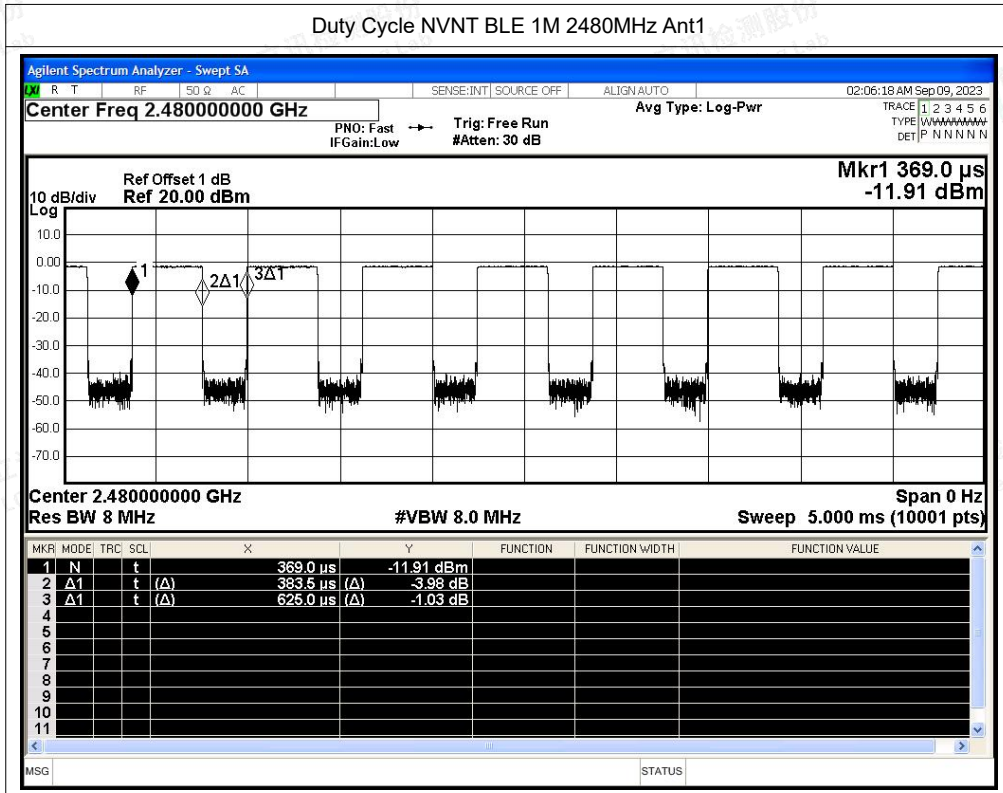 Duty Cycle NVNT BLE 1M 2480MHz Ant1
Agilent Spectrum Analyzer - Swept SA
LXI R T RF 50 Ω AC SENSE:INT SOURCE OFF ALIGN AUTO 02:06:18 AM Sep 09, 2023
Center Freq 2.480000000 GHz
PNO: Fast
IFGain:Low
Trig: Free Run
#Atten: 30 dB
Avg Type: Log-Pwr
TRACE 1 2 3 4 5 6
TYPE WWWWWW
DET P N N N N N
Ref Offset 1 dB
Ref 20.00 dBm
10 dB/div
Log
Mkr1 369.0 µs
-11.91 dBm
10.0
0.00
-10.0
-20.0
-30.0
-40.0
-50.0
-60.0
-70.0
1
2Δ1
3Δ1
Center 2.480000000 GHz Span 0 Hz
Res BW 8 MHz #VBW 8.0 MHz Sweep 5.000 ms (10001 pts)
MKR MODE TRC SCL X Y FUNCTION FUNCTION WIDTH FUNCTION VALUE
1 N t 369.0 µs -11.91 dBm
2 Δ1 t (Δ) 383.5 µs (Δ) -3.98 dB
3 Δ1 t (Δ) 625.0 µs (Δ) -1.03 dB
4
5
6
7
8
9
10
11
MSG STATUS